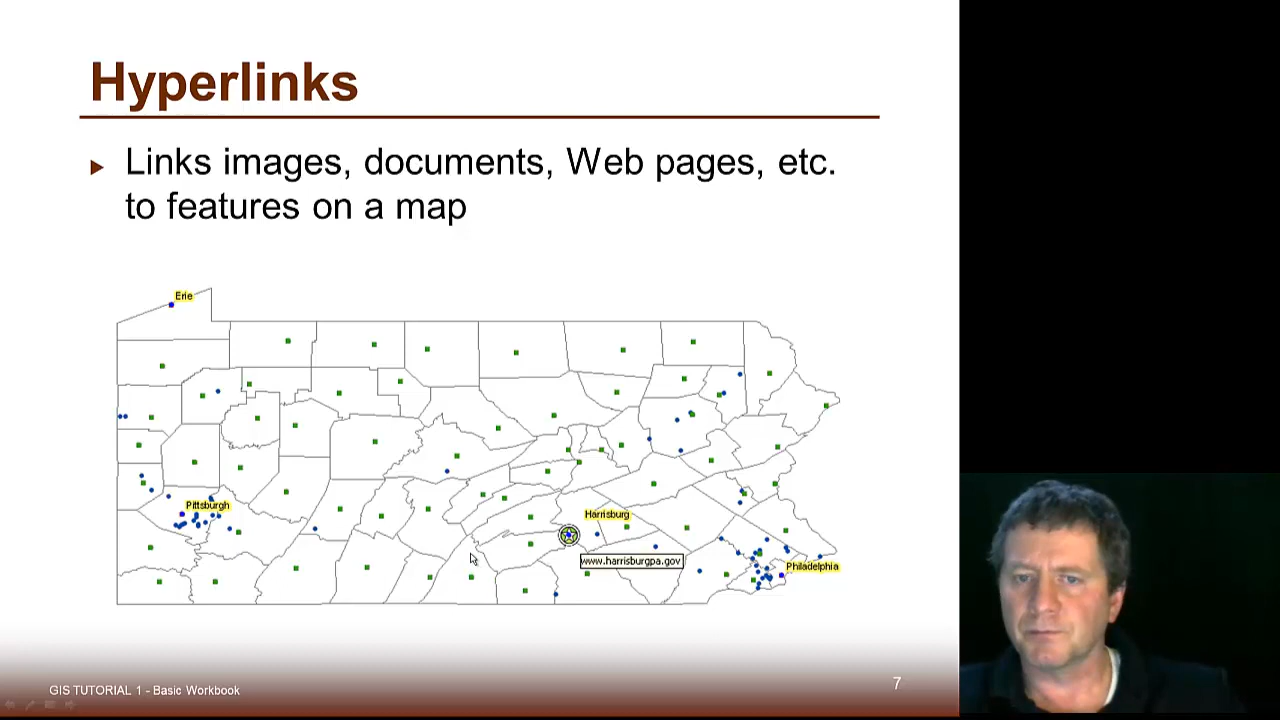 Hyperlinks
Links images, documents, Web pages, etc.
to features on a map
Erie
Pittsburgh
Harrisburg
www.harrisburgpa.gov
Philadelphia
GIS TUTORIAL 1 - Basic Workbook
7